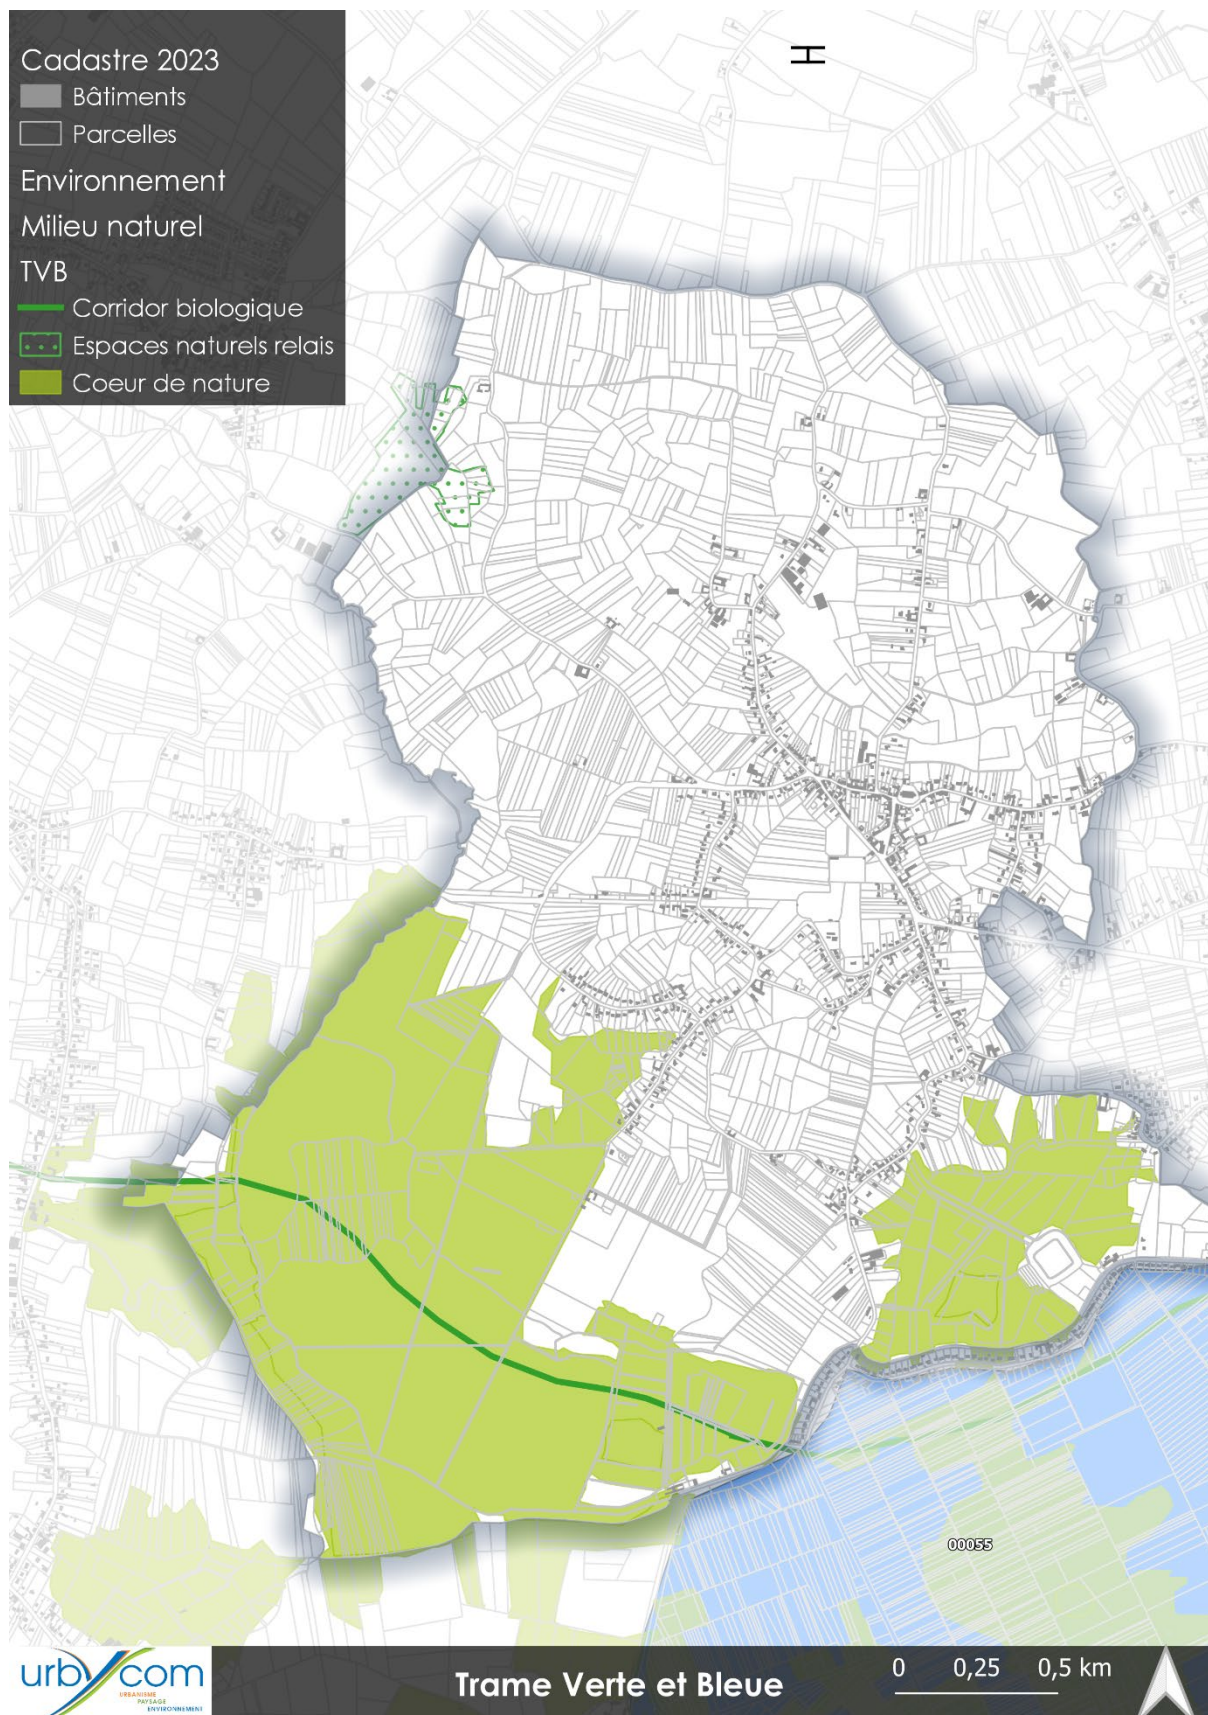 Cadastre 2023
Bâtiments
Parcelles
Environnement
Milieu naturel
TVB
Corridor biologique
Espaces naturels relais
Coeur de nature
00055
urbycom
URBANISME
PAYSAGE
ENVIRONNEMENT
Trame Verte et Bleue
0 0,25 0,5 km